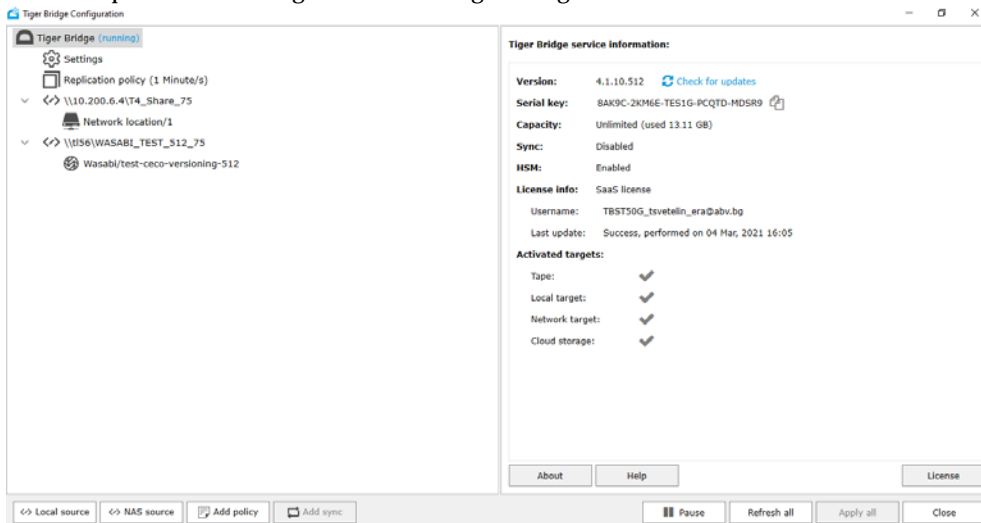 Tiger Bridge Configuration
Tiger Bridge (running)
Settings
Replication policy (1 Minute/s)
\\10.200.6.4\T4_Share_75
Network location/1
\\tl56\WASABI_TEST_512_75
Wasabi/test-ceco-versioning-512
Tiger Bridge service information:
Version: 4.1.10.512 Check for updates
Serial key: 8AK9C-2KM6E-TES1G-PCQTD-MDSR9
Capacity: Unlimited (used 13.11 GB)
Sync: Disabled
HSM: Enabled
License info: SaaS license
Username: TBST50G_tsvetelin_era@abv.bg
Last update: Success, performed on 04 Mar, 2021 16:05
Activated targets:
Tape:
Local target:
Network target:
Cloud storage:
About Help License
Local source NAS source Add policy Add sync Pause Refresh all Apply all Close